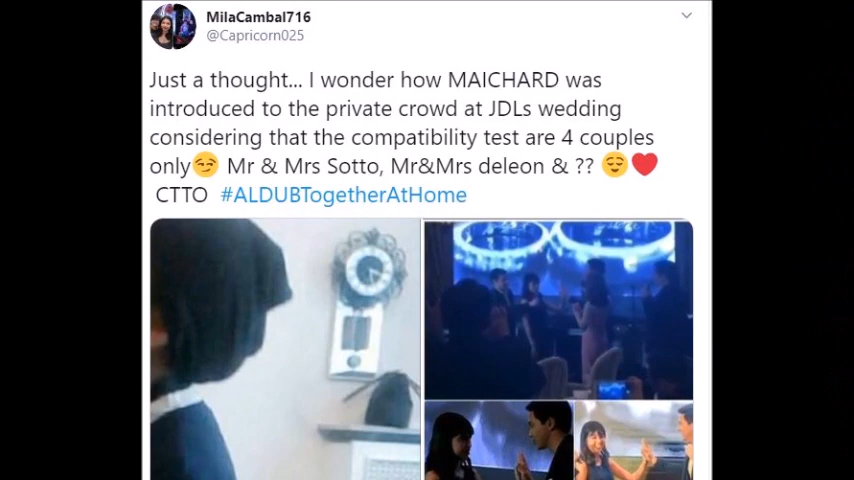 MilaCambal716
@Capricorn025
Just a thought... I wonder how MAICHARD was
introduced to the private crowd at JDLs wedding
considering that the compatibility test are 4 couples
only😏 Mr & Mrs Sotto, Mr&Mrs deleon & ?? 😌❤️
CTTO #ALDUBTogetherAtHome